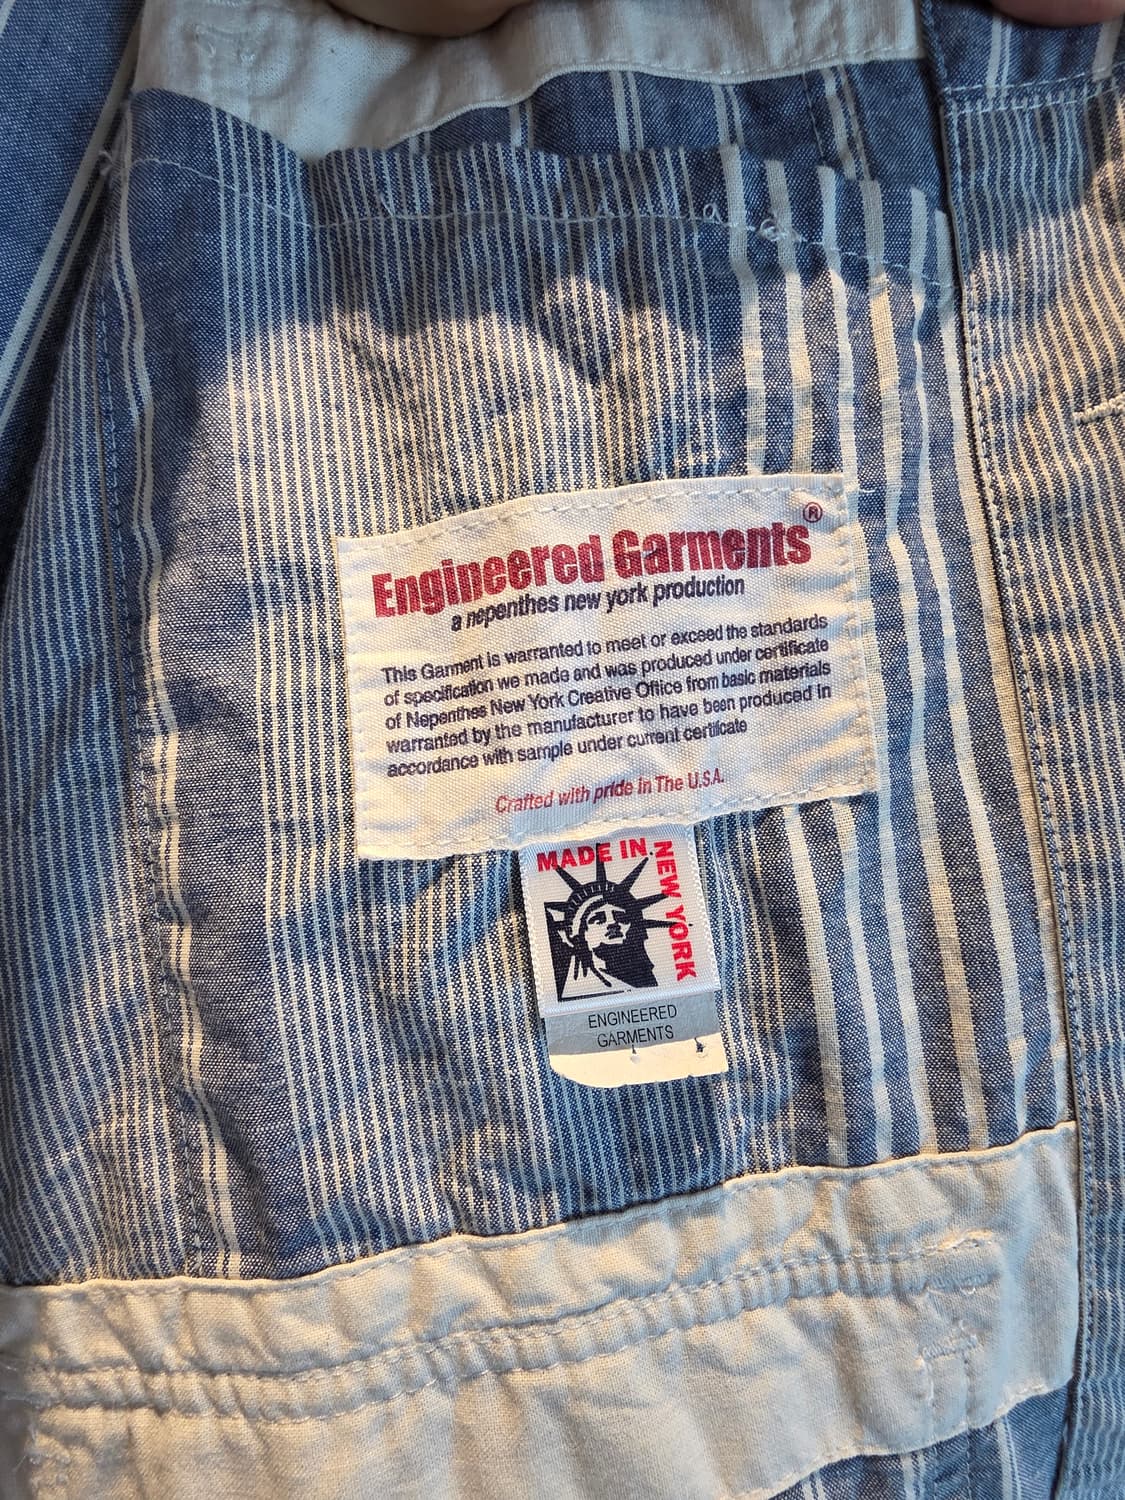 Engineered Garments®
a nepenthes new york production
This Garment is warranted to meet or exceed the standards
of specification we made and was produced under certificate
of Nepenthes New York Creative Office from basic materials
warranted by the manufacturer to have been produced in
accordance with sample under current certificate
Crafted with pride in The U.S.A.
MADE IN
NEW YORK
ENGINEERED
GARMENTS